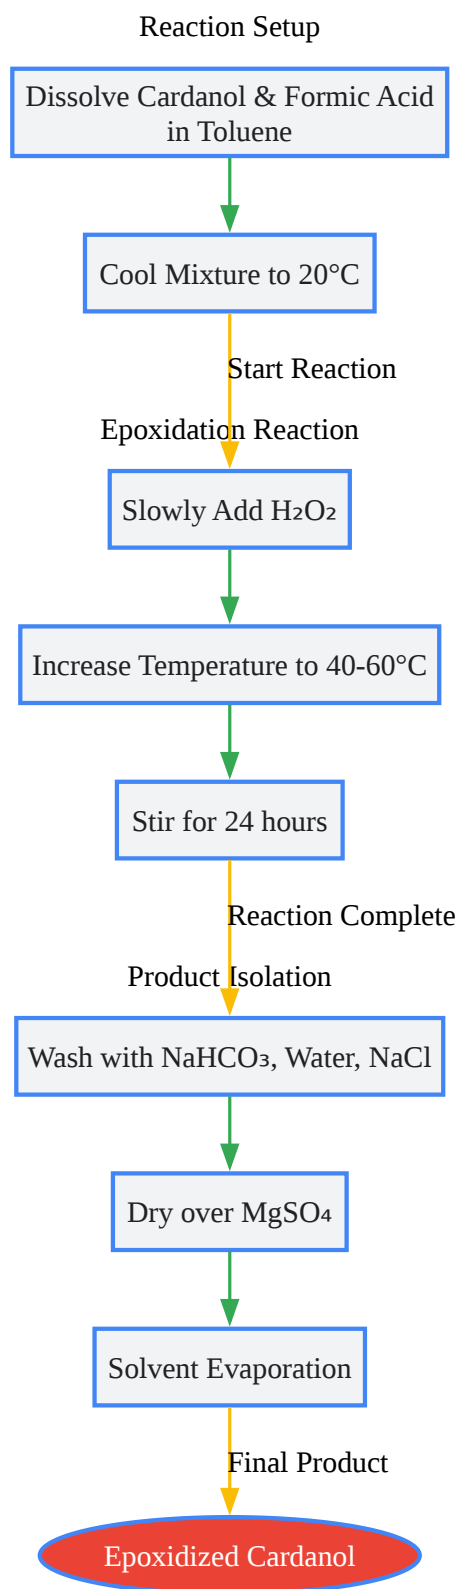 Reaction Setup
Dissolve Cardanol & Formic Acid
in Toluene
Cool Mixture to 20°C
Start Reaction
Epoxidation Reaction
Slowly Add H₂O₂
Increase Temperature to 40-60°C
Stir for 24 hours
Reaction Complete
Product Isolation
Wash with NaHCO₃, Water, NaCl
Dry over MgSO₄
Solvent Evaporation
Final Product
Epoxidized Cardanol